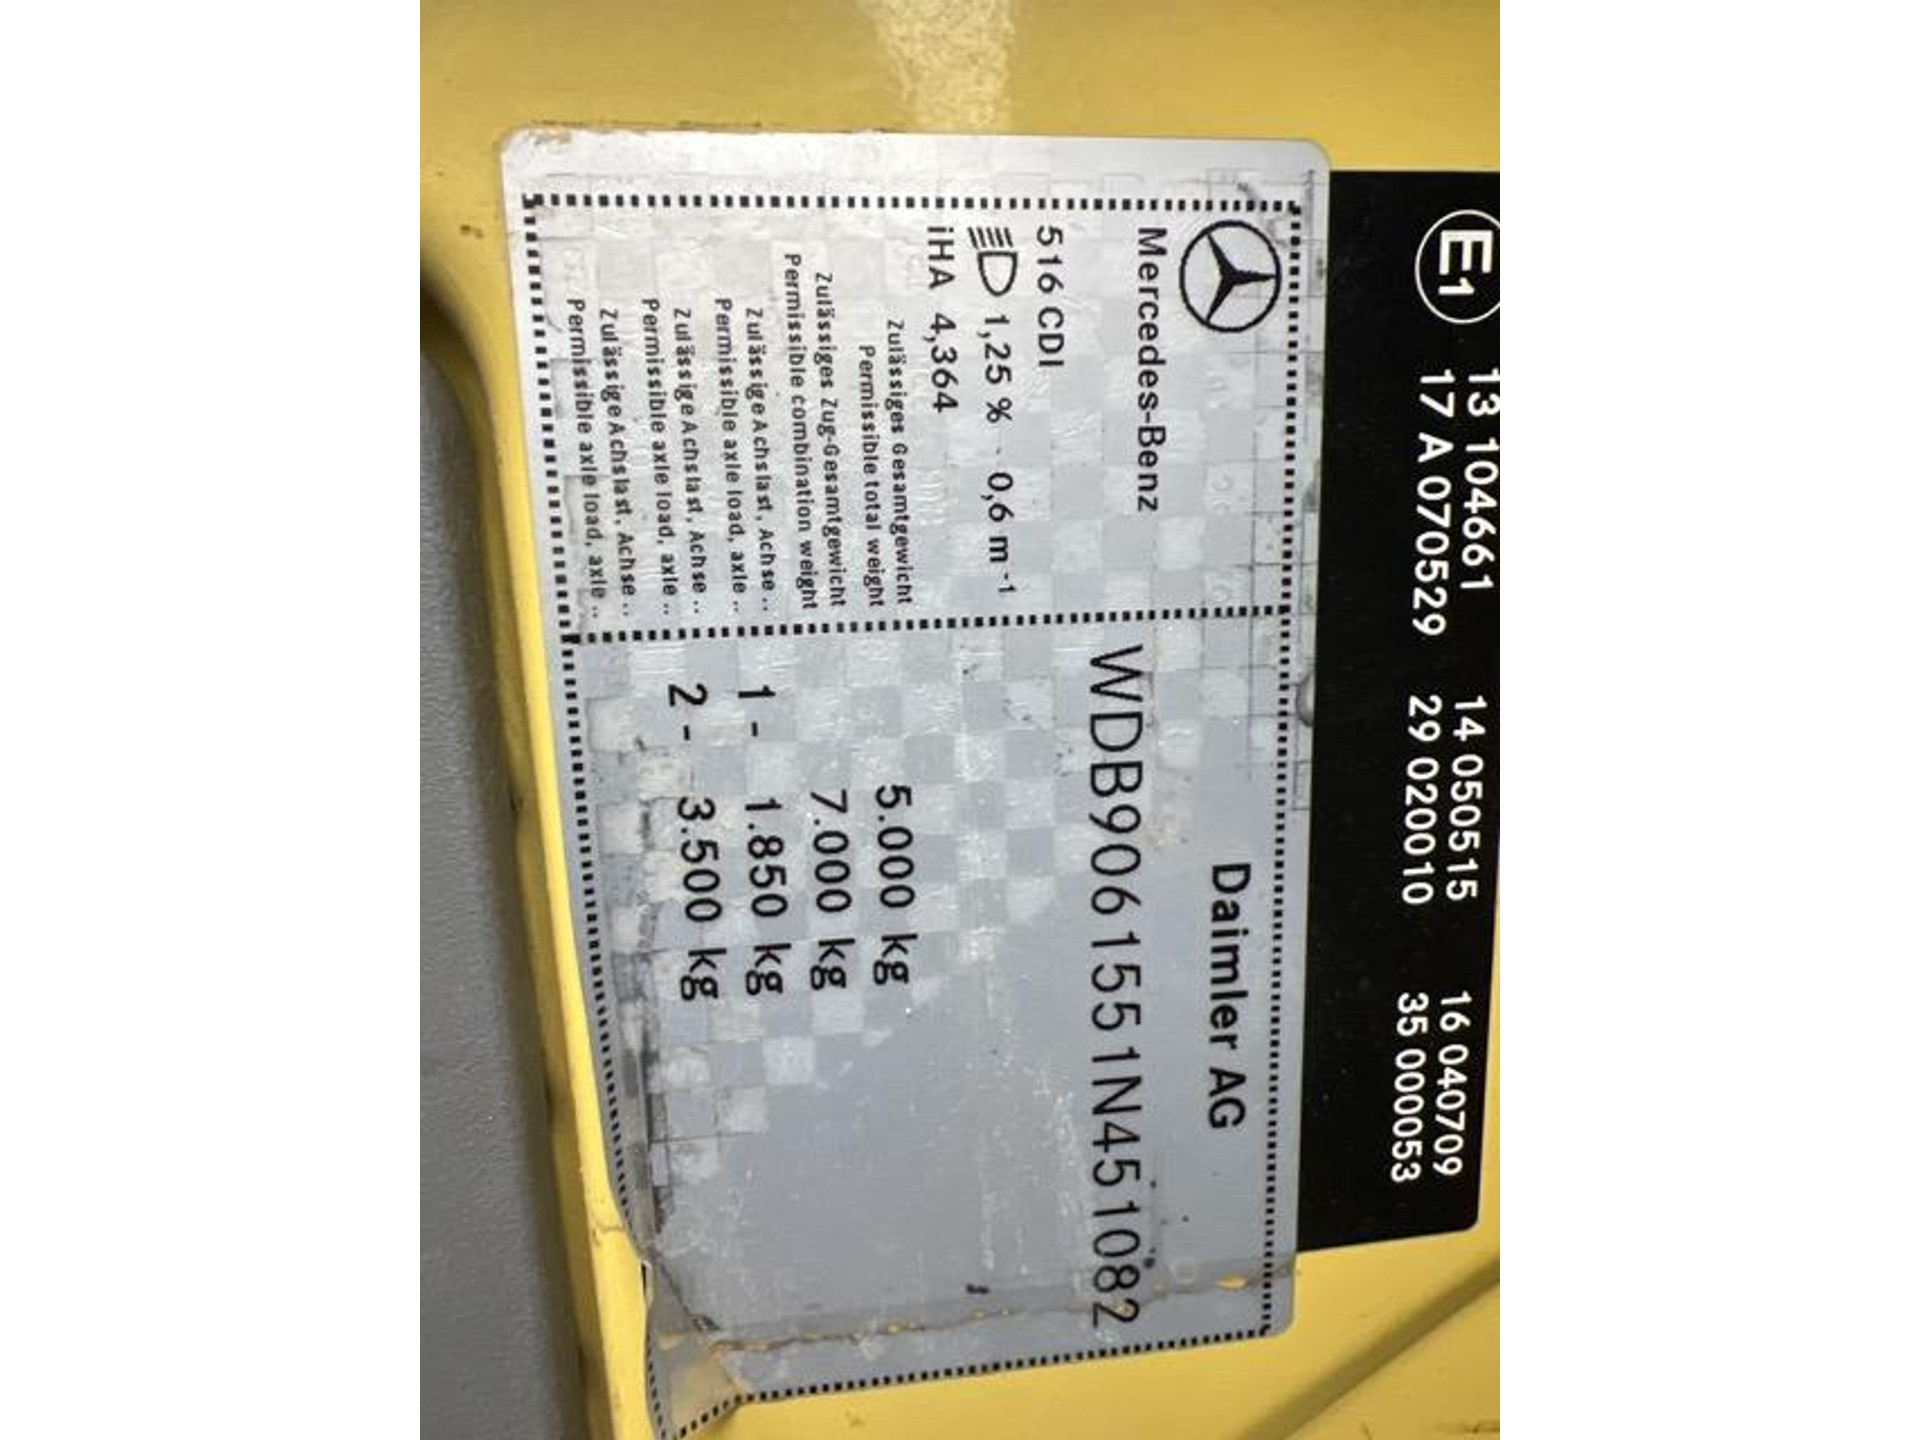 E1
13 104661 14 050515 16 040709
17 A 070529 29 020010 35 000053
Daimler AG
Mercedes-Benz
WDB9061551N451082
516 CDI
1,25 % - 0,6 m-1
iHA 4,364
Zulässiges Gesamtgewicht
Permissible total weight
5.000 kg
Zulässiges Zug-Gesamtgewicht
Permissible combination weight
7.000 kg
Zulässige Achslast, Achse ..
Permissible axle load, axle ..
1 - 1.850 kg
Zulässige Achslast, Achse ..
Permissible axle load, axle ..
2 - 3.500 kg
Zulässige Achslast, Achse ..
Permissible axle load, axle ..